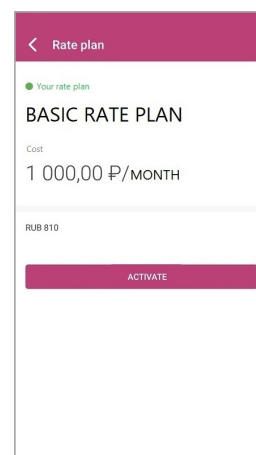 Rate plan
Your rate plan
BASIC RATE PLAN
Cost
1 000,00 ₽/MONTH
RUB 810
ACTIVATE